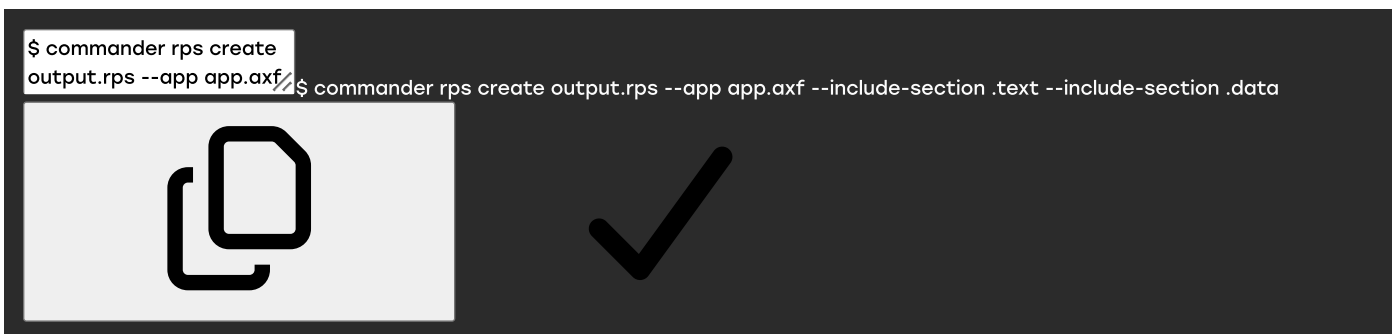 $ commander rps create
output.rps --app app.axf
$ commander rps create output.rps --app app.axf --include-section .text --include-section .data